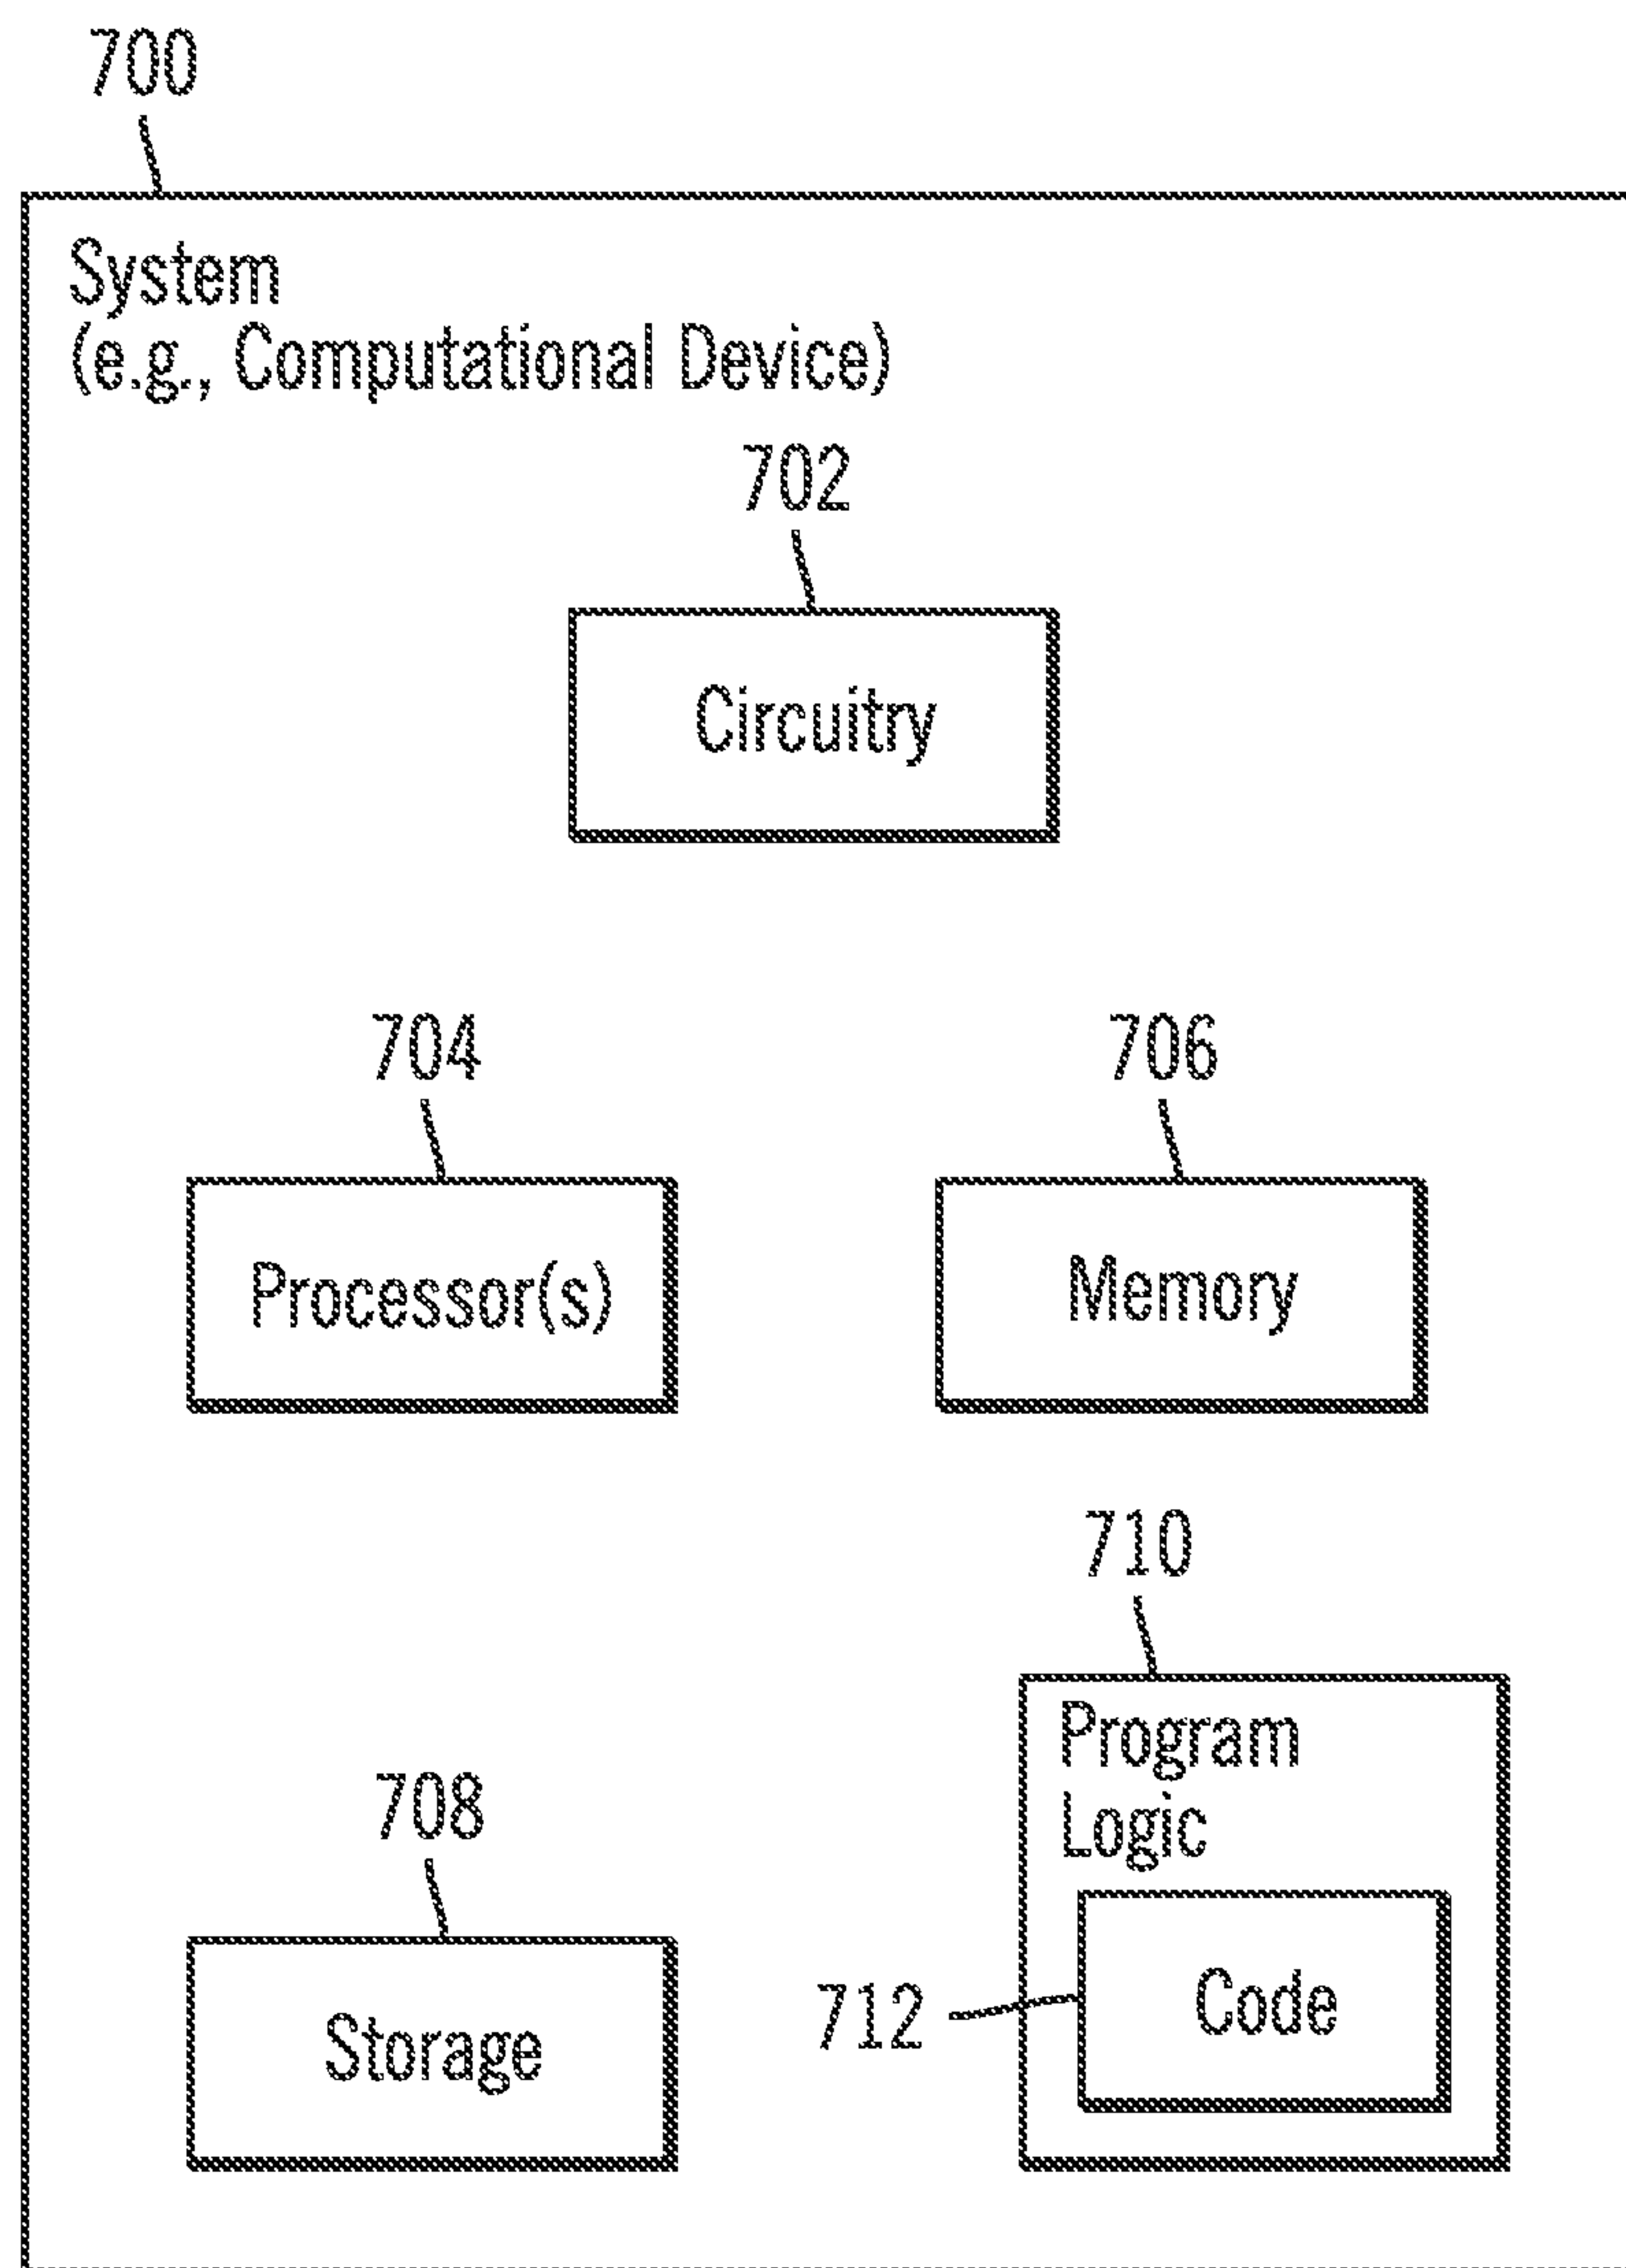 700
System
(e.g., Computational Device)
702
Circuitry
704
706
Processor(s)
Memory
710
Program
Logic
708
712
Code
Storage